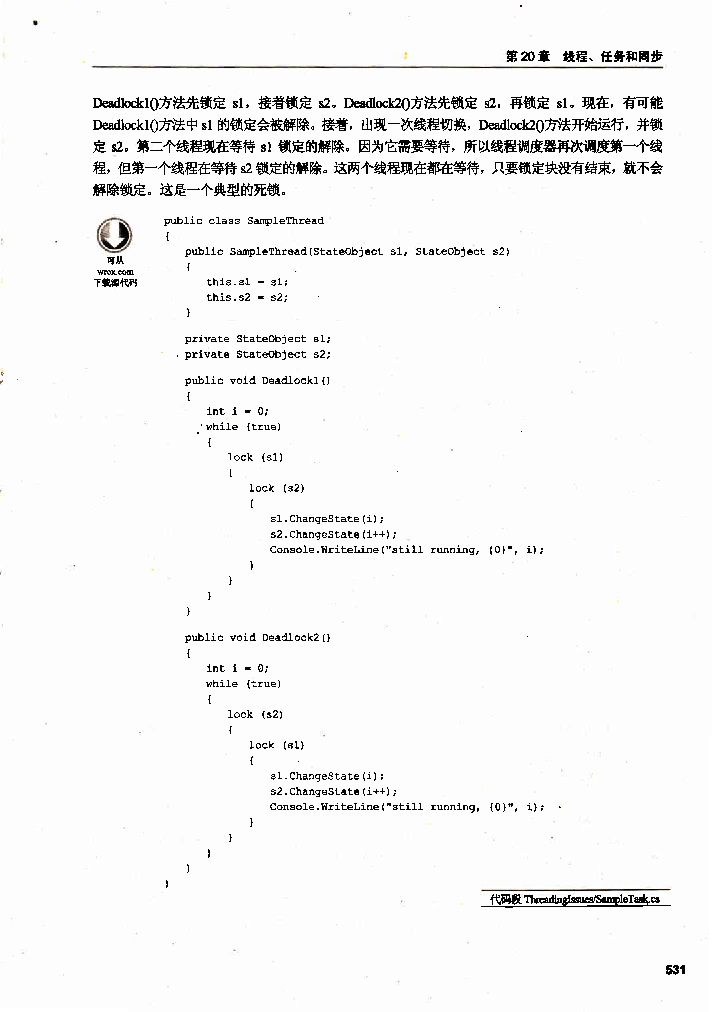 第20章 线程、任务和同步
Deadlock1()方法先锁定 s1，接着锁定 s2。Deadlock2()方法先锁定 s2，再锁定 s1。现在，有可能
Deadlock1()方法中 s1 的锁定会被解除。接着，出现一次线程切换，Deadlock2()方法开始运行，并锁
定 s2。第二个线程现在等待 s1 锁定的解除。因为它需要等待，所以线程调度器再次调度第一个线
程，但第一个线程在等待 s2 锁定的解除。这两个线程现在都在等待，只要锁定块没有结束，就不会
解除锁定。这是一个典型的死锁。
可从
wrox.com
下载源代码
public class SampleThread
{
public SampleThread(StateObject s1, StateObject s2)
{
this.s1 = s1;
this.s2 = s2;
}
private StateObject s1;
private StateObject s2;
public void Deadlock1()
{
int i = 0;
while (true)
{
lock (s1)
{
lock (s2)
{
s1.ChangeState(i);
s2.ChangeState(i++);
Console.WriteLine("still running, {0}", i);
}
}
}
}
public void Deadlock2()
{
int i = 0;
while (true)
{
lock (s2)
{
lock (s1)
{
s1.ChangeState(i);
s2.ChangeState(i++);
Console.WriteLine("still running, {0}", i);
}
}
}
}
}
代码段 ThreadingIssues/SampleTask.cs
531